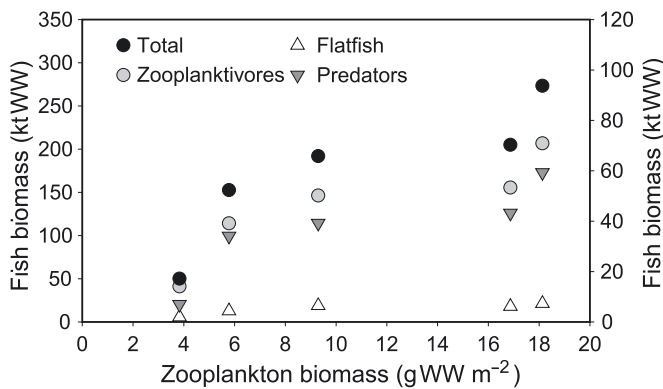 350
300
250
200
150
100
50
0
Fish biomass (kt WW)
Total
Flatfish
Zooplanktivores
Predators
120
100
80
60
40
20
0
Fish biomass (kt WW)
0 2 4 6 8 10 12 14 16 18 20
Zooplankton biomass (g WW m⁻²)